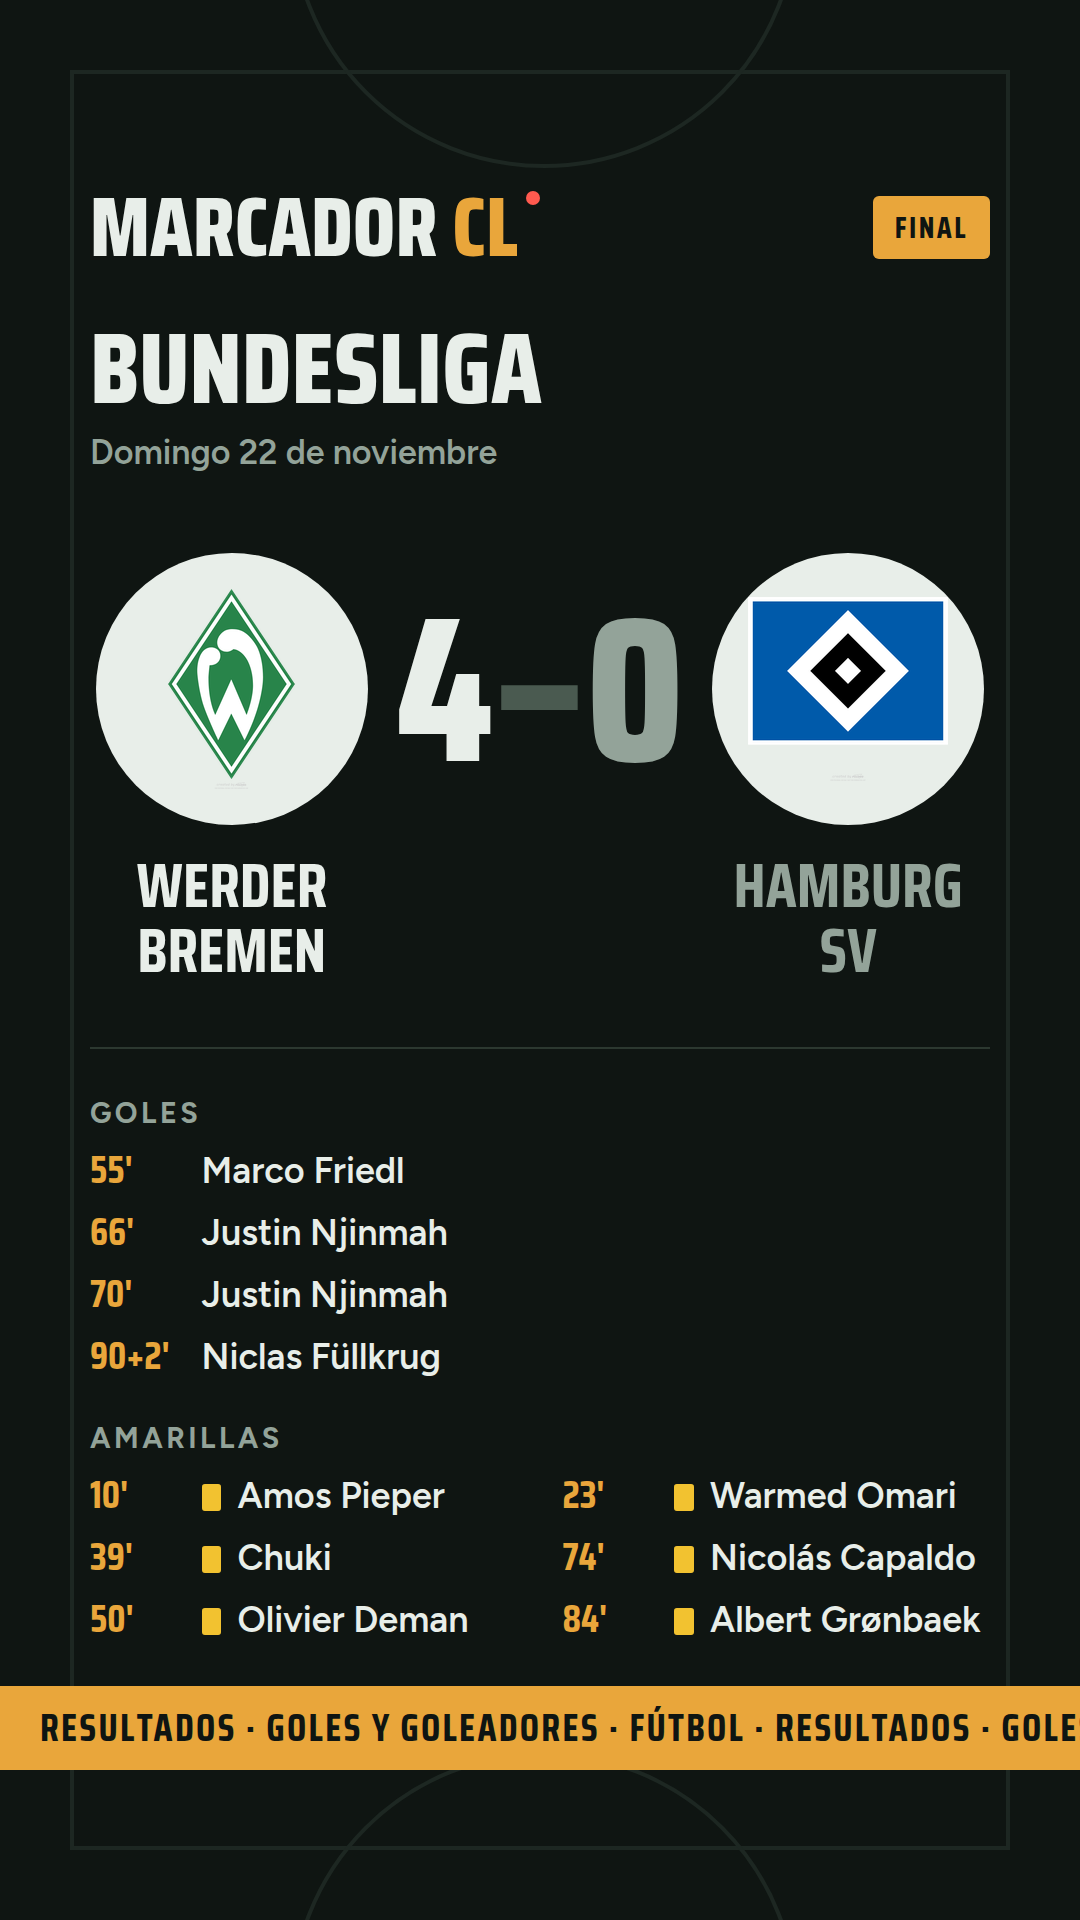 MARCADOR CL
FINAL
BUNDESLIGA
Domingo 22 de noviembre
4-0
WERDER
BREMEN
HAMBURG
SV
GOLES
55' Marco Friedl
66' Justin Njinmah
70' Justin Njinmah
90+2' Niclas Füllkrug
AMARILLAS
10' Amos Pieper 23' Warmed Omari
39' Chuki 74' Nicolás Capaldo
50' Olivier Deman 84' Albert Grønbaek
RESULTADOS · GOLES Y GOLEADORES · FÚTBOL · RESULTADOS · GOLES